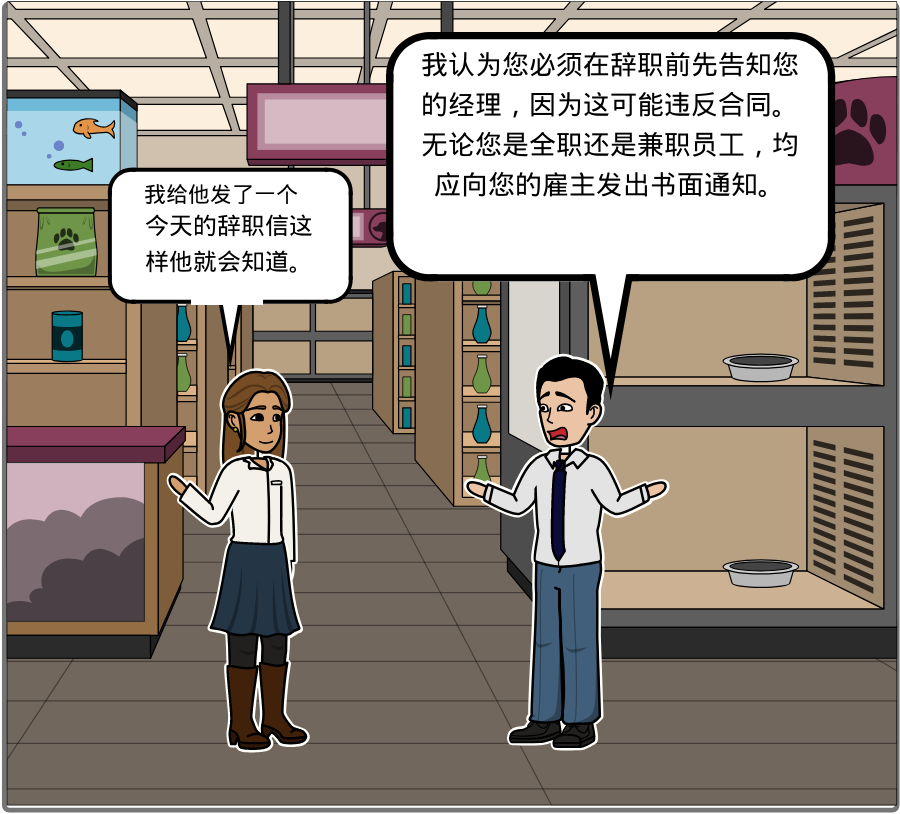 我给他发了一个
今天的辞职信这
样他就会知道。
我认为您必须在辞职前先告知您
的经理，因为这可能违反合同。
无论您是全职还是兼职员工，均
应向您的雇主发出书面通知。